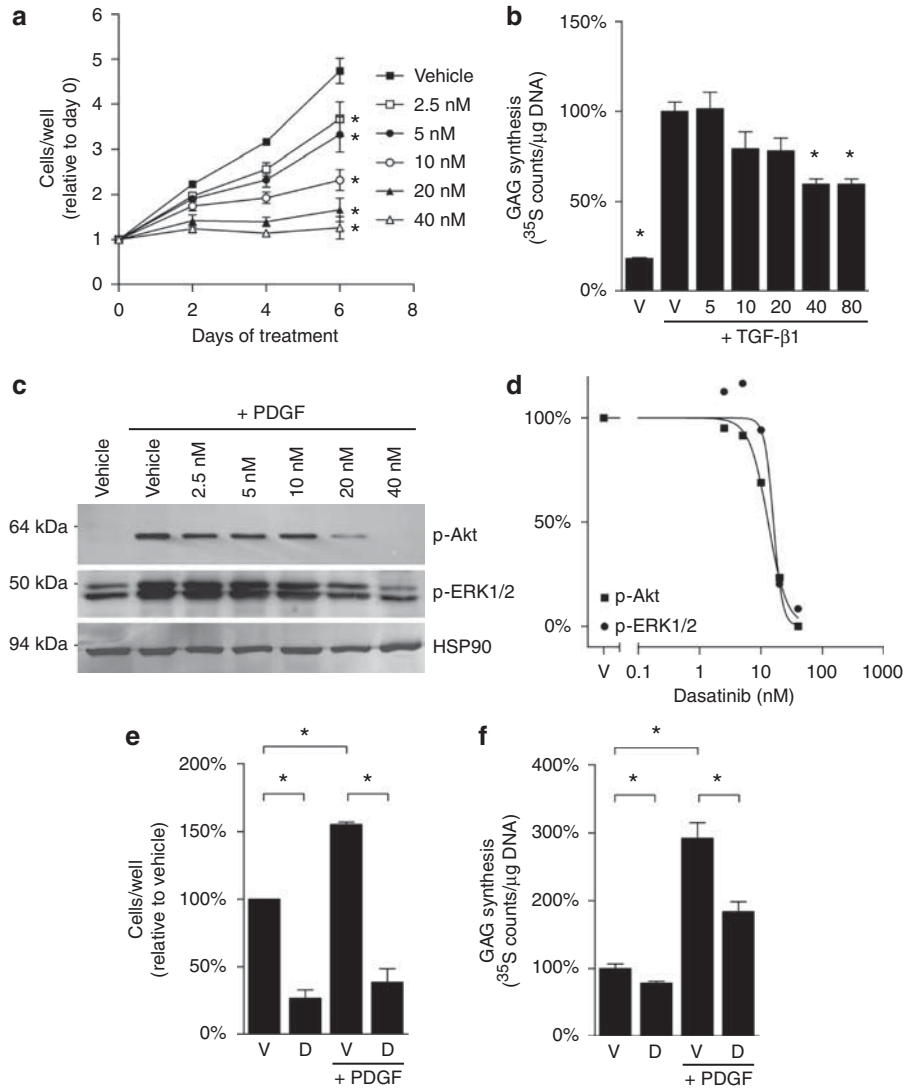 a
6
5
4
3
2
1
0
Cells/well
(relative to day 0)
0 2 4 6 8
Days of treatment
Vehicle
2.5 nM
5 nM
10 nM
20 nM
40 nM
*
*
*
*
*
b
150%
100%
50%
0%
GAG synthesis
(³⁵S counts/µg DNA)
*
*
*
V V 5 10 20 40 80
+ TGF-β1
c
+ PDGF
Vehicle
Vehicle
2.5 nM
5 nM
10 nM
20 nM
40 nM
64 kDa
p-Akt
50 kDa
p-ERK1/2
94 kDa
HSP90
d
100%
50%
0%
p-Akt
p-ERK1/2
V 0.1 1 10 100 1000
Dasatinib (nM)
e
200%
150%
100%
50%
0%
Cells/well
(relative to vehicle)
*
*
*
V D V D
+ PDGF
f
400%
300%
200%
100%
0%
GAG synthesis
(³⁵S counts/µg DNA)
*
*
*
V D V D
+ PDGF